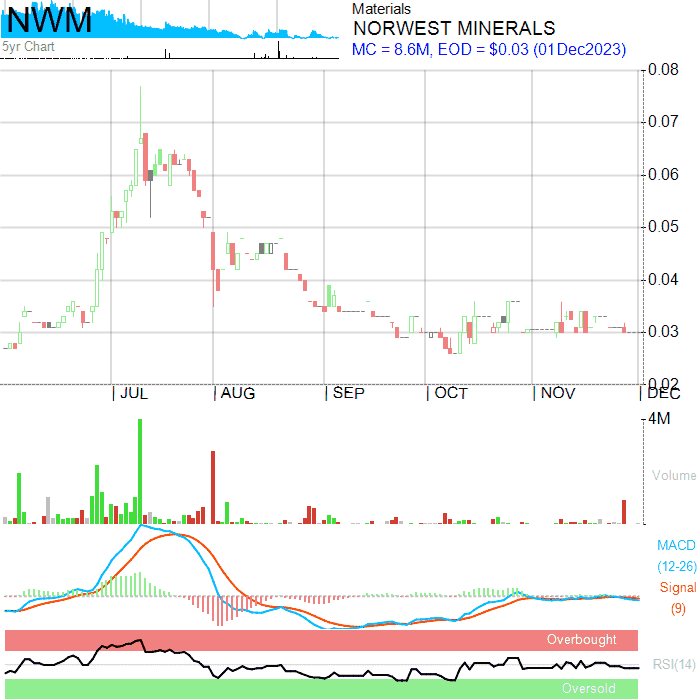 NWM
5yr Chart
Materials
NORWEST MINERALS
MC = 8.6M, EOD = $0.03 (01Dec2023)
0.08
0.07
0.06
0.05
0.04
0.03
0.02
JUL AUG SEP OCT NOV DEC
4M
Volume
MACD
(12-26)
Signal
(9)
Overbought
RSI(14)
Oversold